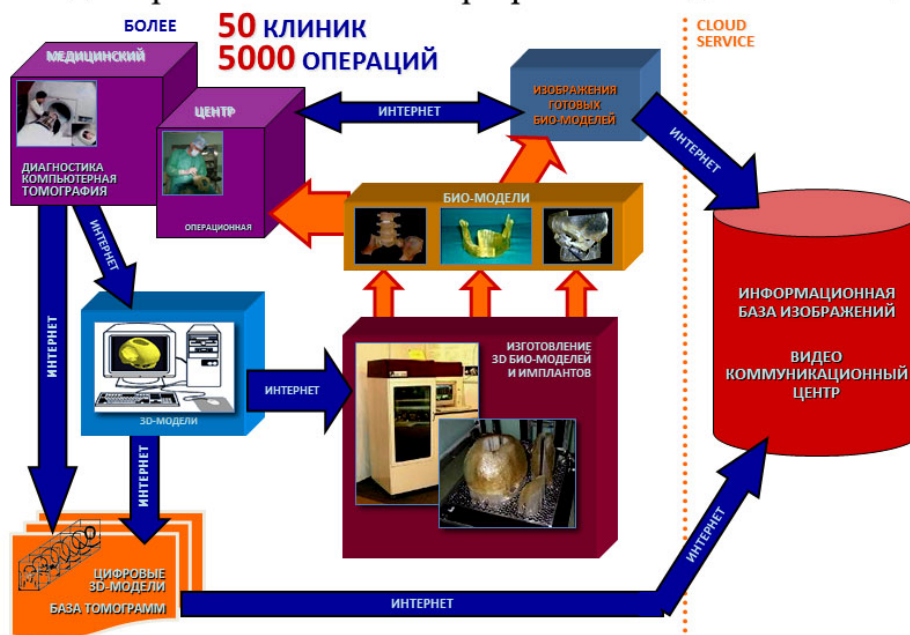 БОЛЕЕ 50 КЛИНИК
5000 ОПЕРАЦИЙ
CLOUD
SERVICE
МЕДИЦИНСКИЙ
ЦЕНТР
ДИАГНОСТИКА
КОМПЬЮТЕРНАЯ
ТОМОГРАФИЯ
ОПЕРАЦИОННАЯ
ИНТЕРНЕТ
ИЗОБРАЖЕНИЯ
ГОТОВЫХ
БИО-МОДЕЛЕЙ
ИНТЕРНЕТ
БИО-МОДЕЛИ
ИНТЕРНЕТ
ИНТЕРНЕТ
3D-МОДЕЛИ
ИНТЕРНЕТ
ИЗГОТОВЛЕНИЕ
3D БИО-МОДЕЛЕЙ
И ИМПЛАНТОВ
ИНФОРМАЦИОННАЯ
БАЗА ИЗОБРАЖЕНИЙ
ВИДЕО
КОММУНИКАЦИОННЫЙ
ЦЕНТР
ИНТЕРНЕТ
ЦИФРОВЫЕ
3D-МОДЕЛИ
БАЗА ТОМОГРАММ
ИНТЕРНЕТ
ИНТЕРНЕТ